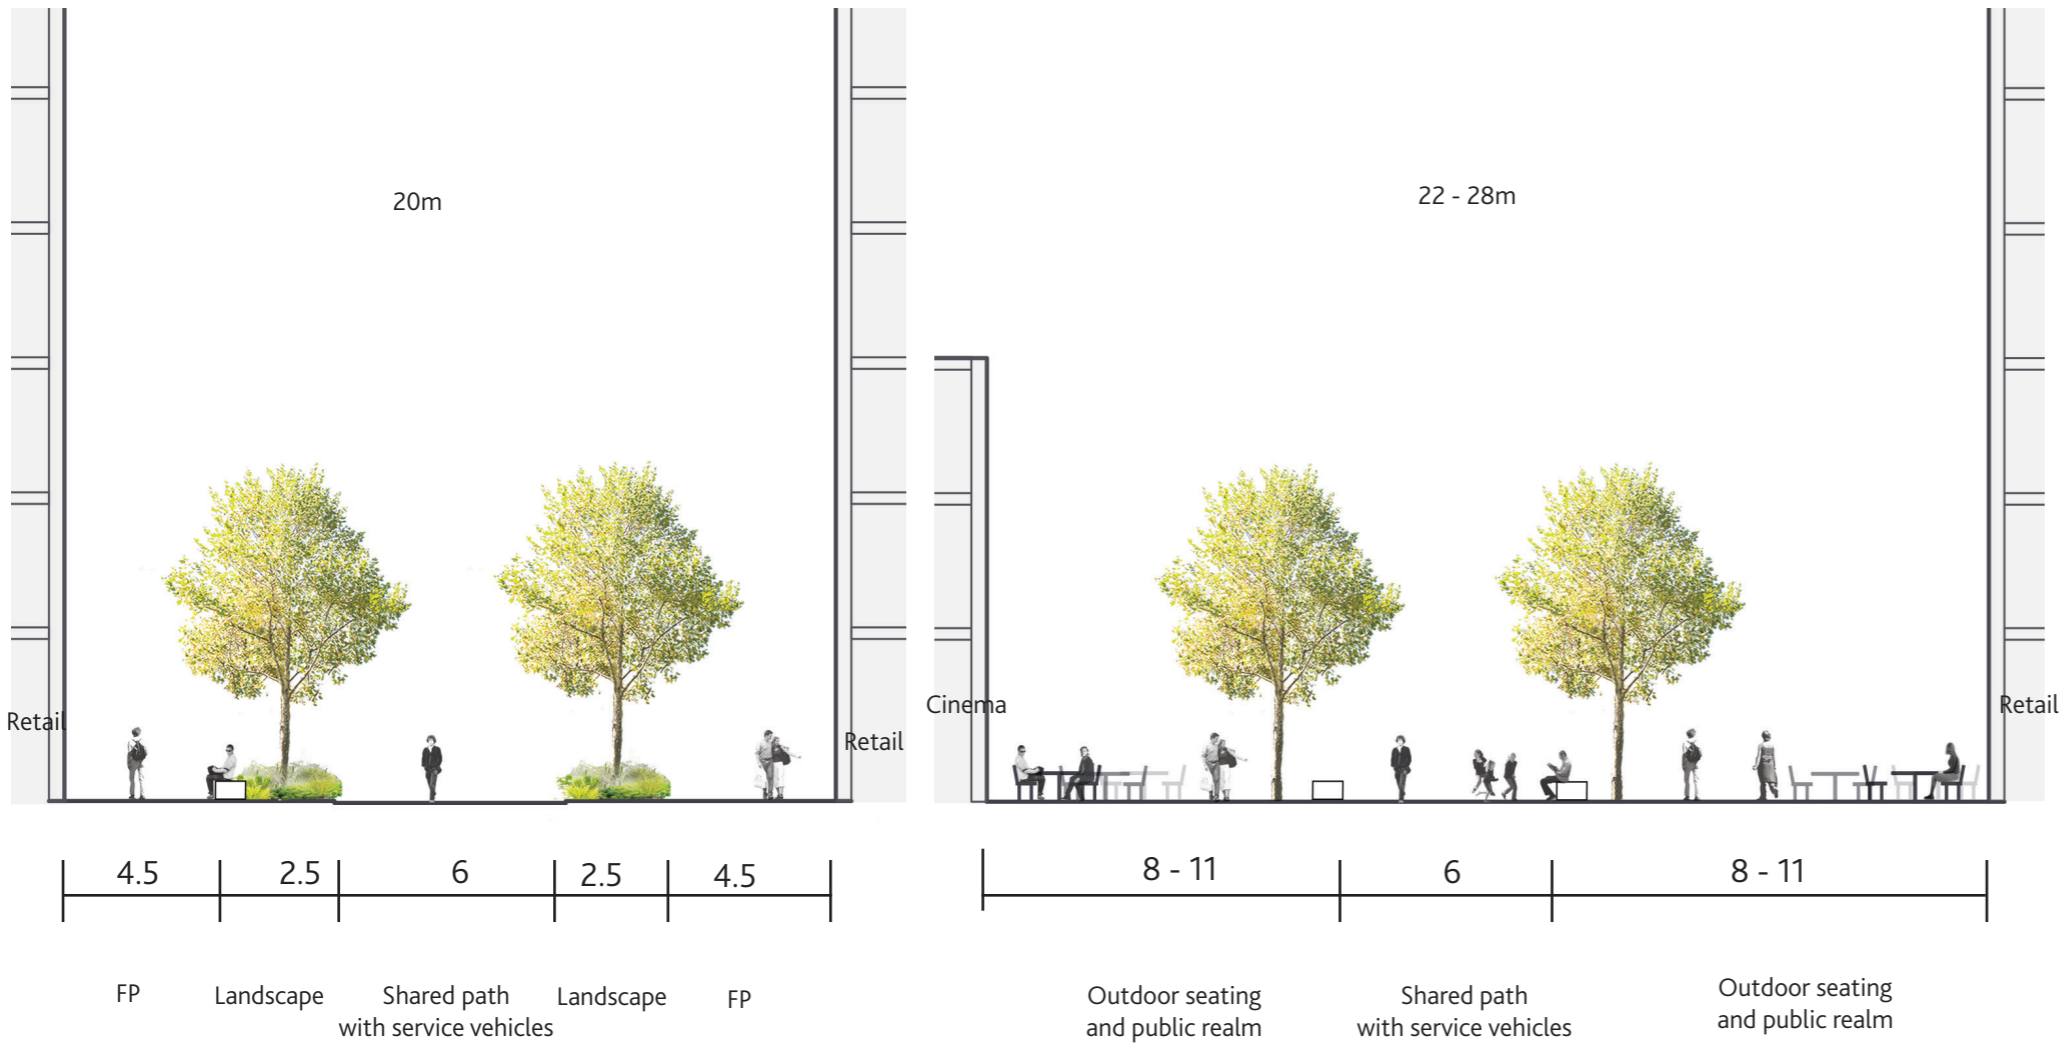 20m
Retail
Retail
4.5
2.5
6
2.5
4.5
FP
Landscape
Shared path
with service vehicles
Landscape
FP
22 - 28m
Cinema
Retail
8 - 11
6
8 - 11
Outdoor seating
and public realm
Shared path
with service vehicles
Outdoor seating
and public realm